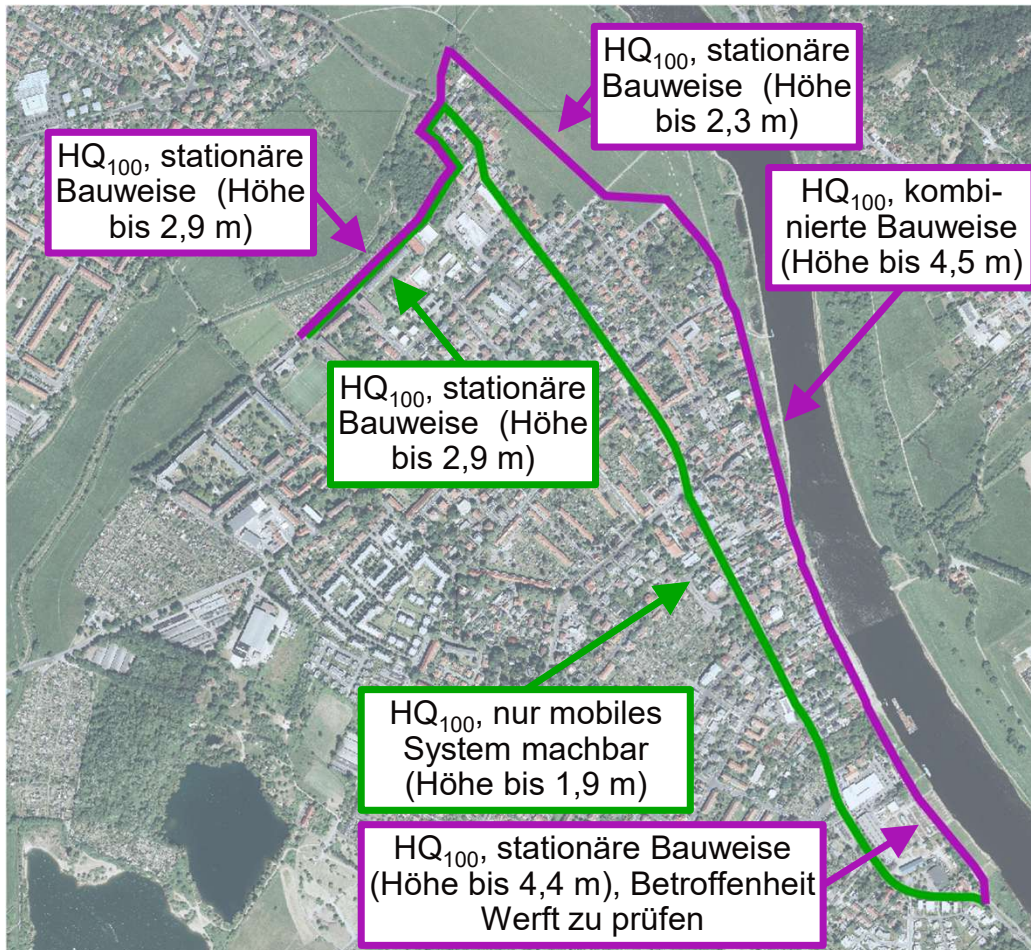 HQ₁₀₀, stationäre
Bauweise (Höhe
bis 2,3 m)
HQ₁₀₀, stationäre
Bauweise (Höhe
bis 2,9 m)
HQ₁₀₀, kombi-
nierte Bauweise
(Höhe bis 4,5 m)
HQ₁₀₀, stationäre
Bauweise (Höhe
bis 2,9 m)
HQ₁₀₀, nur mobiles
System machbar
(Höhe bis 1,9 m)
HQ₁₀₀, stationäre Bauweise
(Höhe bis 4,4 m), Betroffenheit
Werft zu prüfen